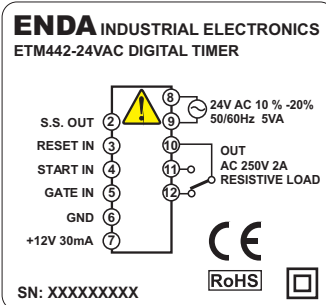 ENDA INDUSTRIAL ELECTRONICS
ETM442-24VAC DIGITAL TIMER
8
24V AC 10 % -20%
50/60Hz 5VA
9
S.S. OUT 2
RESET IN 3
10
OUT
AC 250V 2A
RESISTIVE LOAD
START IN 4
11
GATE IN 5
12
GND 6
+12V 30mA 7
CE
RoHS
SN: XXXXXXXXX